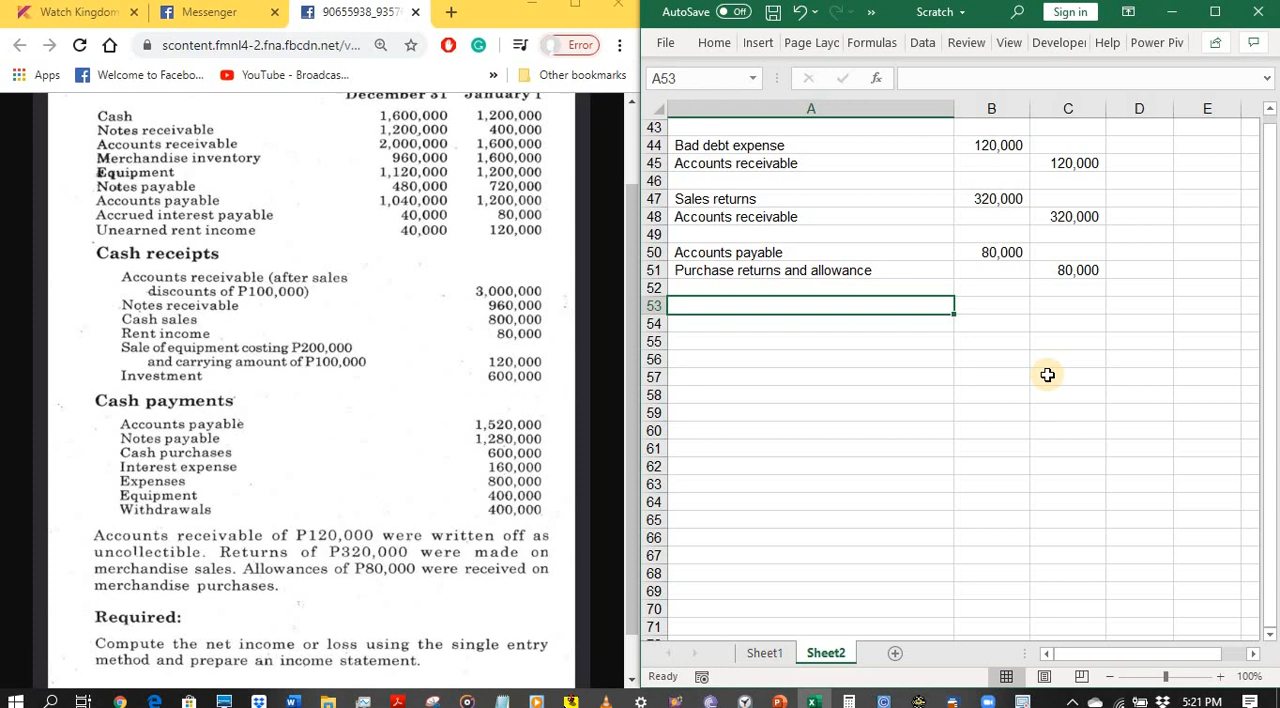 Watch Kingdom
Messenger
90655938_9357
AutoSave Off
Scratch
Sign in
scontent.fmnl4-2.fna.fbcdn.net/v...
Error
File Home Insert Page Layc Formulas Data Review View Developer Help Power Piv
Apps
Welcome to Facebo...
YouTube - Broadcas...
Other bookmarks
A53
fx
December 31 January 1
Cash 1,600,000 1,200,000
Notes receivable 1,200,000 400,000
Accounts receivable 2,000,000 1,600,000
Merchandise inventory 960,000 1,600,000
Equipment 1,120,000 1,200,000
Notes payable 480,000 720,000
Accounts payable 1,040,000 1,200,000
Accrued interest payable 40,000 80,000
Unearned rent income 40,000 120,000
Cash receipts
Accounts receivable (after sales
discounts of P100,000) 3,000,000
Notes receivable 960,000
Cash sales 800,000
Rent income 80,000
Sale of equipment costing P200,000
and carrying amount of P100,000 120,000
Investment 600,000
Cash payments
Accounts payable 1,520,000
Notes payable 1,280,000
Cash purchases 600,000
Interest expense 160,000
Expenses 800,000
Equipment 400,000
Withdrawals 400,000
Accounts receivable of P120,000 were written off as
uncollectible. Returns of P320,000 were made on
merchandise sales. Allowances of P80,000 were received on
merchandise purchases.
Required:
Compute the net income or loss using the single entry
method and prepare an income statement.
A B C D E
43
44 Bad debt expense 120,000
45 Accounts receivable 120,000
46
47 Sales returns 320,000
48 Accounts receivable 320,000
49
50 Accounts payable 80,000
51 Purchase returns and allowance 80,000
52
53
54
55
56
57
58
59
60
61
62
63
64
65
66
67
68
69
70
71
Sheet1 Sheet2
Ready
100%
5:21 PM